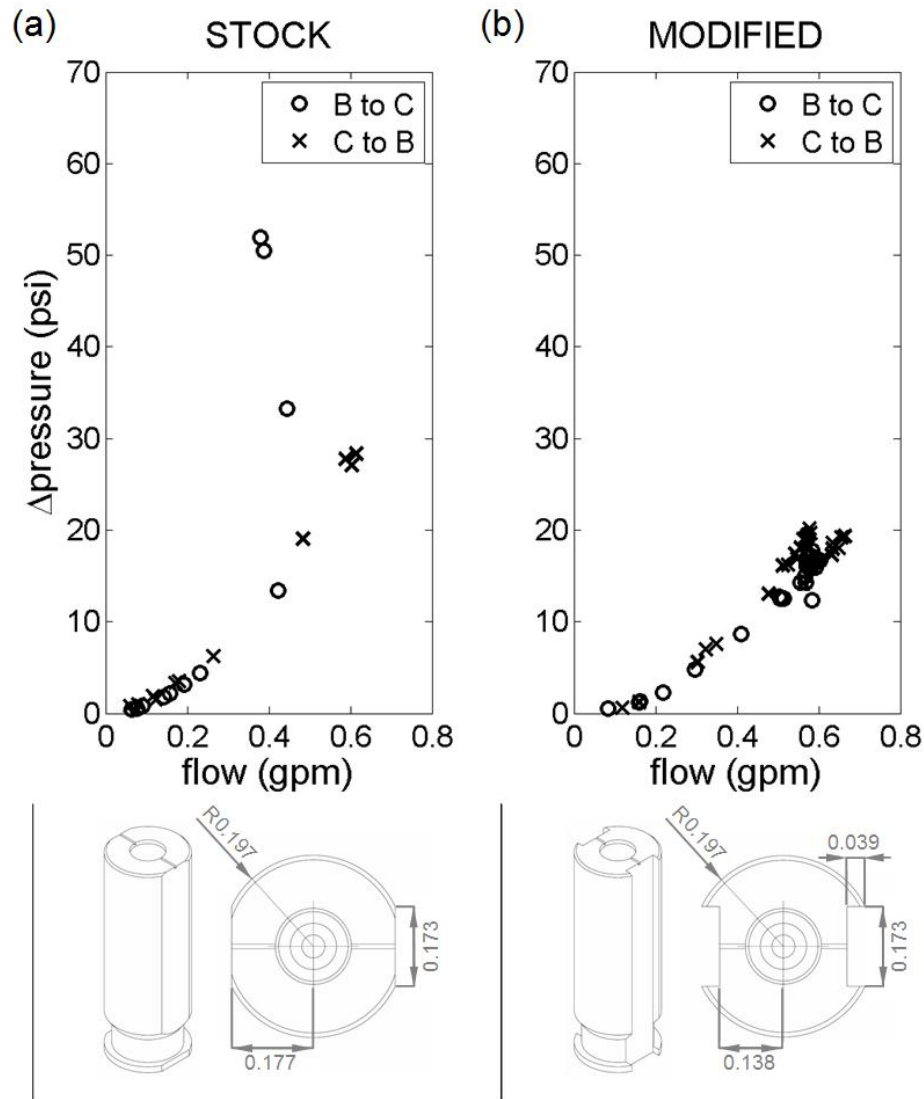 (a) STOCK
70
60
50
40
30
20
10
0
Δpressure (psi)
B to C
C to B
0 0.2 0.4 0.6 0.8
flow (gpm)
(b) MODIFIED
70
60
50
40
30
20
10
0
B to C
C to B
0 0.2 0.4 0.6 0.8
flow (gpm)
R0.197
0.173
0.177
R0.197
0.039
0.173
0.138